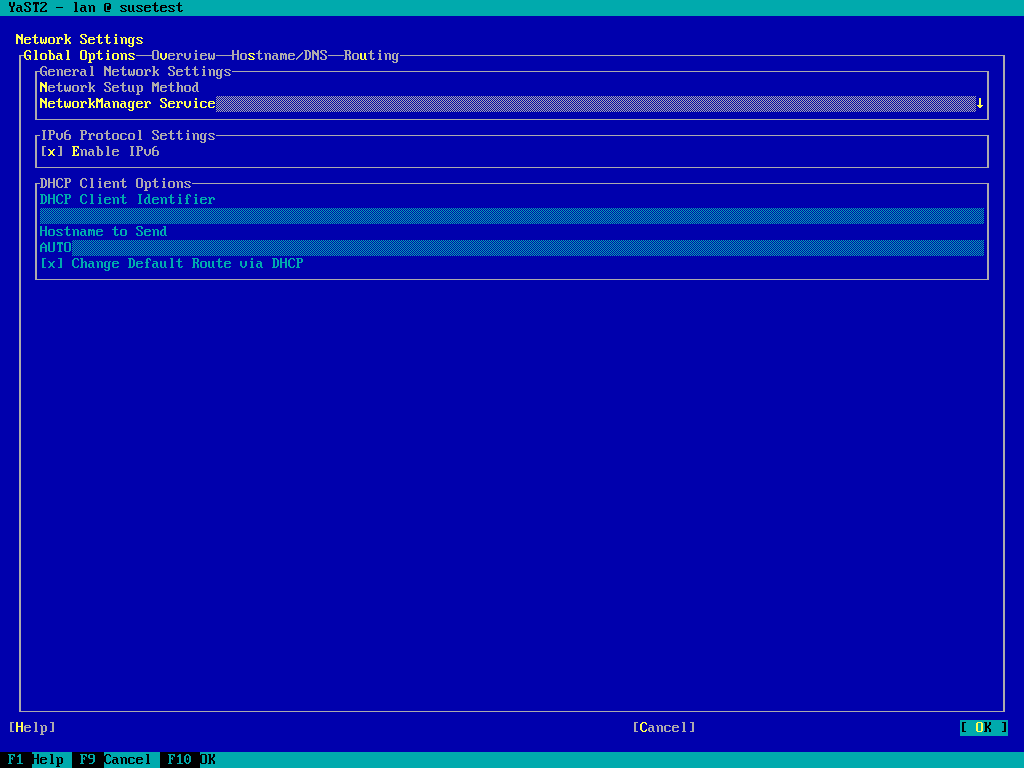 YaST2 - lan @ susetest
Network Settings
Global Options Overview Hostname/DNS Routing
General Network Settings
Network Setup Method
NetworkManager Service ↓
IPv6 Protocol Settings
[x] Enable IPv6
DHCP Client Options
DHCP Client Identifier
Hostname to Send
AUTO
[x] Change Default Route via DHCP
[Help] [Cancel] [ OK ]
F1 Help F9 Cancel F10 OK